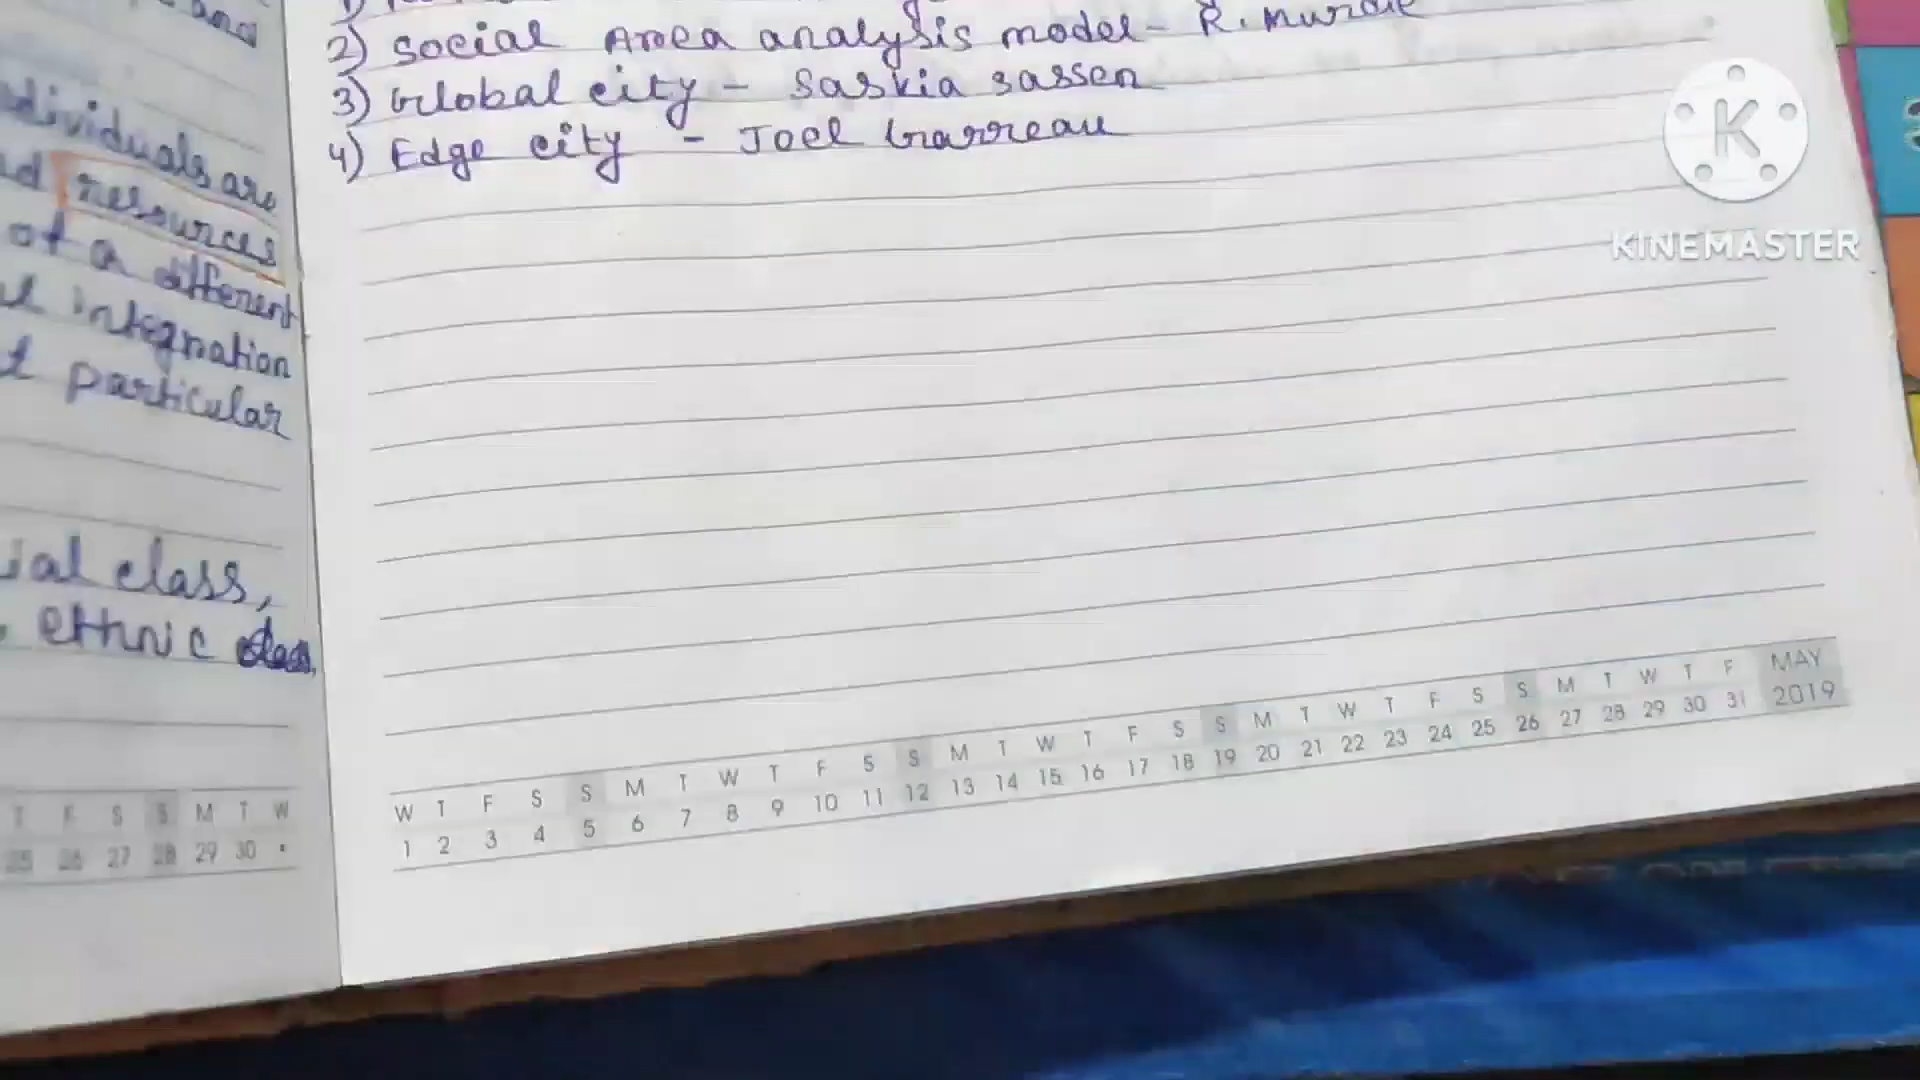 and
dividuals are
d resources
of a different
l integration
t particular
ial class,
ethnic class,
T F S S M T W
25 26 27 28 29 30 •
2) Social Area analysis model - R. Murdie
3) Global city - Saskia sassen
4) Edge city - Joel Garreau
W T F S S M T W T F S S M T W T F S S M T W T F S S M T W T F MAY
1 2 3 4 5 6 7 8 9 10 11 12 13 14 15 16 17 18 19 20 21 22 23 24 25 26 27 28 29 30 31 2019
K
KINEMASTER